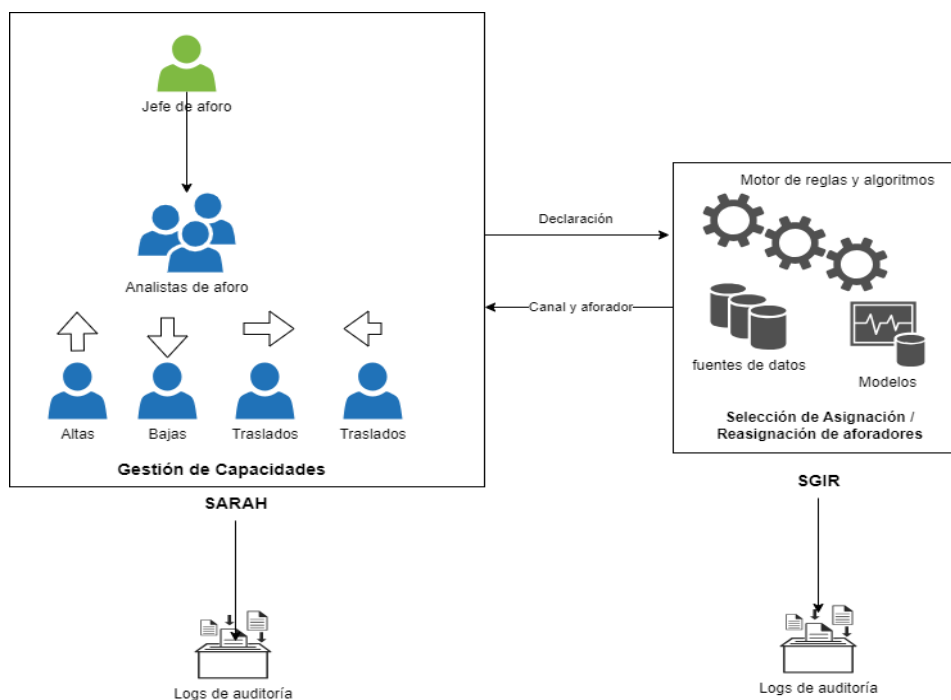 Jefe de aforo
Analistas de aforo
Altas
Bajas
Traslados
Traslados
Gestión de Capacidades
SARAH
Logs de auditoría
Declaración
Canal y aforador
Motor de reglas y algoritmos
fuentes de datos
Modelos
Selección de Asignación /
Reasignación de aforadores
SGIR
Logs de auditoría